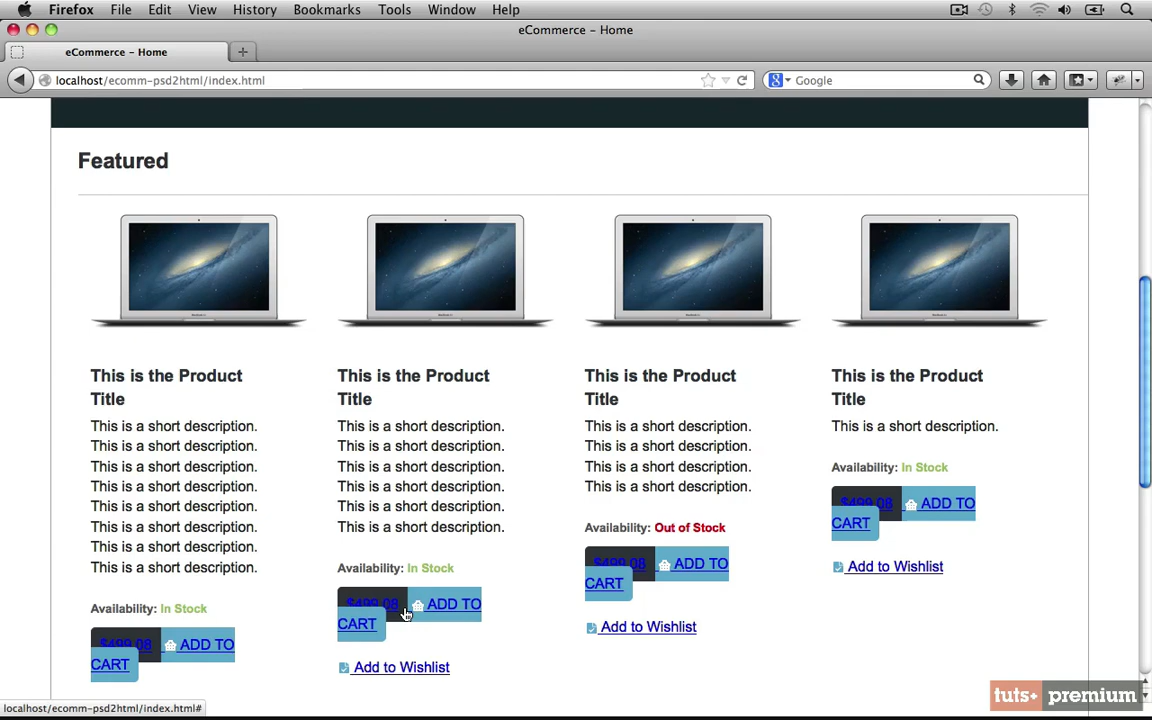 Firefox File Edit View History Bookmarks Tools Window Help
eCommerce – Home
eCommerce – Home
localhost/ecomm-psd2html/index.html
Google
Featured
This is the Product Title
This is a short description.
This is a short description.
This is a short description.
This is a short description.
This is a short description.
This is a short description.
This is a short description.
This is a short description.
Availability: In Stock
$499.08 ADD TO
CART
This is the Product Title
This is a short description.
This is a short description.
This is a short description.
This is a short description.
This is a short description.
This is a short description.
Availability: In Stock
$499.08 ADD TO
CART
Add to Wishlist
This is the Product Title
This is a short description.
This is a short description.
This is a short description.
This is a short description.
Availability: Out of Stock
$499.08 ADD TO
CART
Add to Wishlist
This is the Product Title
This is a short description.
Availability: In Stock
$499.08 ADD TO
CART
Add to Wishlist
localhost/ecomm-psd2html/index.html#
tuts+ premium